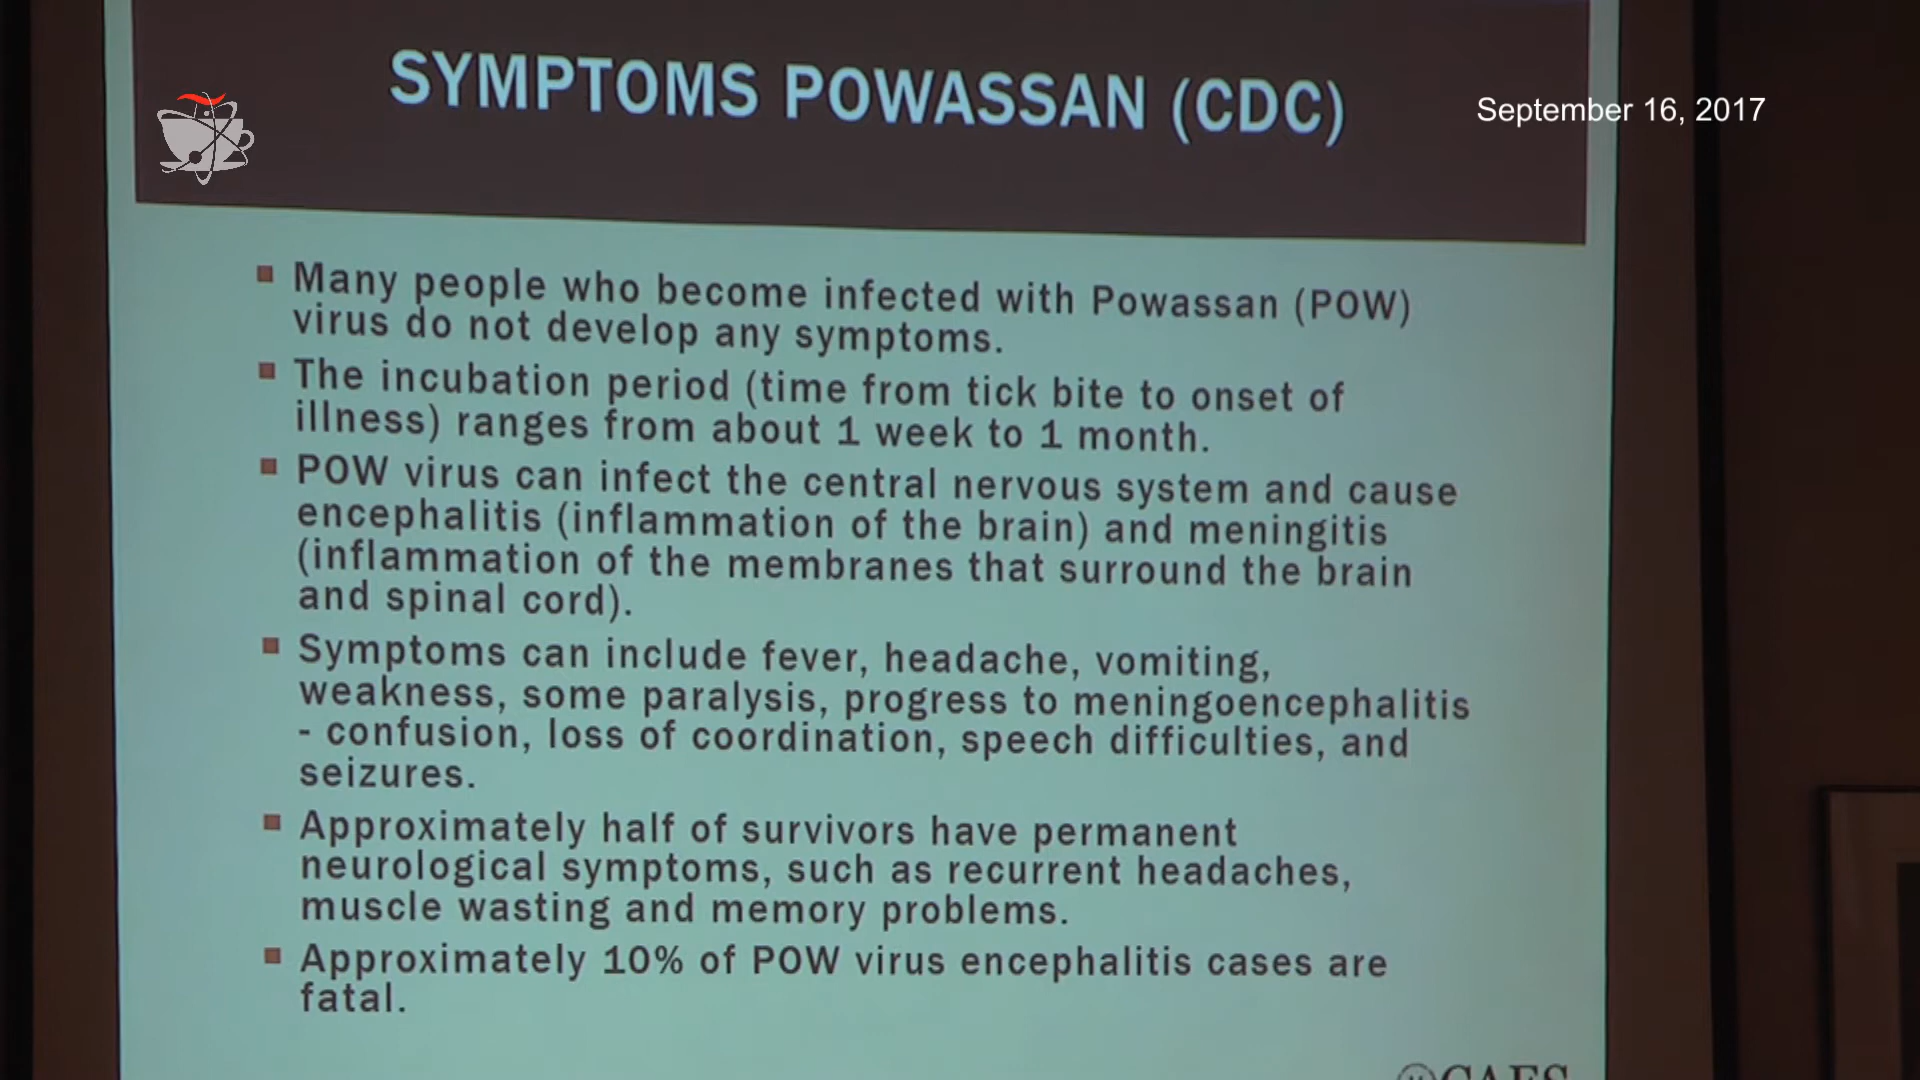 SYMPTOMS POWASSAN (CDC)
September 16, 2017
Many people who become infected with Powassan (POW)
virus do not develop any symptoms.
The incubation period (time from tick bite to onset of
illness) ranges from about 1 week to 1 month.
POW virus can infect the central nervous system and cause
encephalitis (inflammation of the brain) and meningitis
(inflammation of the membranes that surround the brain
and spinal cord).
Symptoms can include fever, headache, vomiting,
weakness, some paralysis, progress to meningoencephalitis
- confusion, loss of coordination, speech difficulties, and
seizures.
Approximately half of survivors have permanent
neurological symptoms, such as recurrent headaches,
muscle wasting and memory problems.
Approximately 10% of POW virus encephalitis cases are
fatal.
CAES